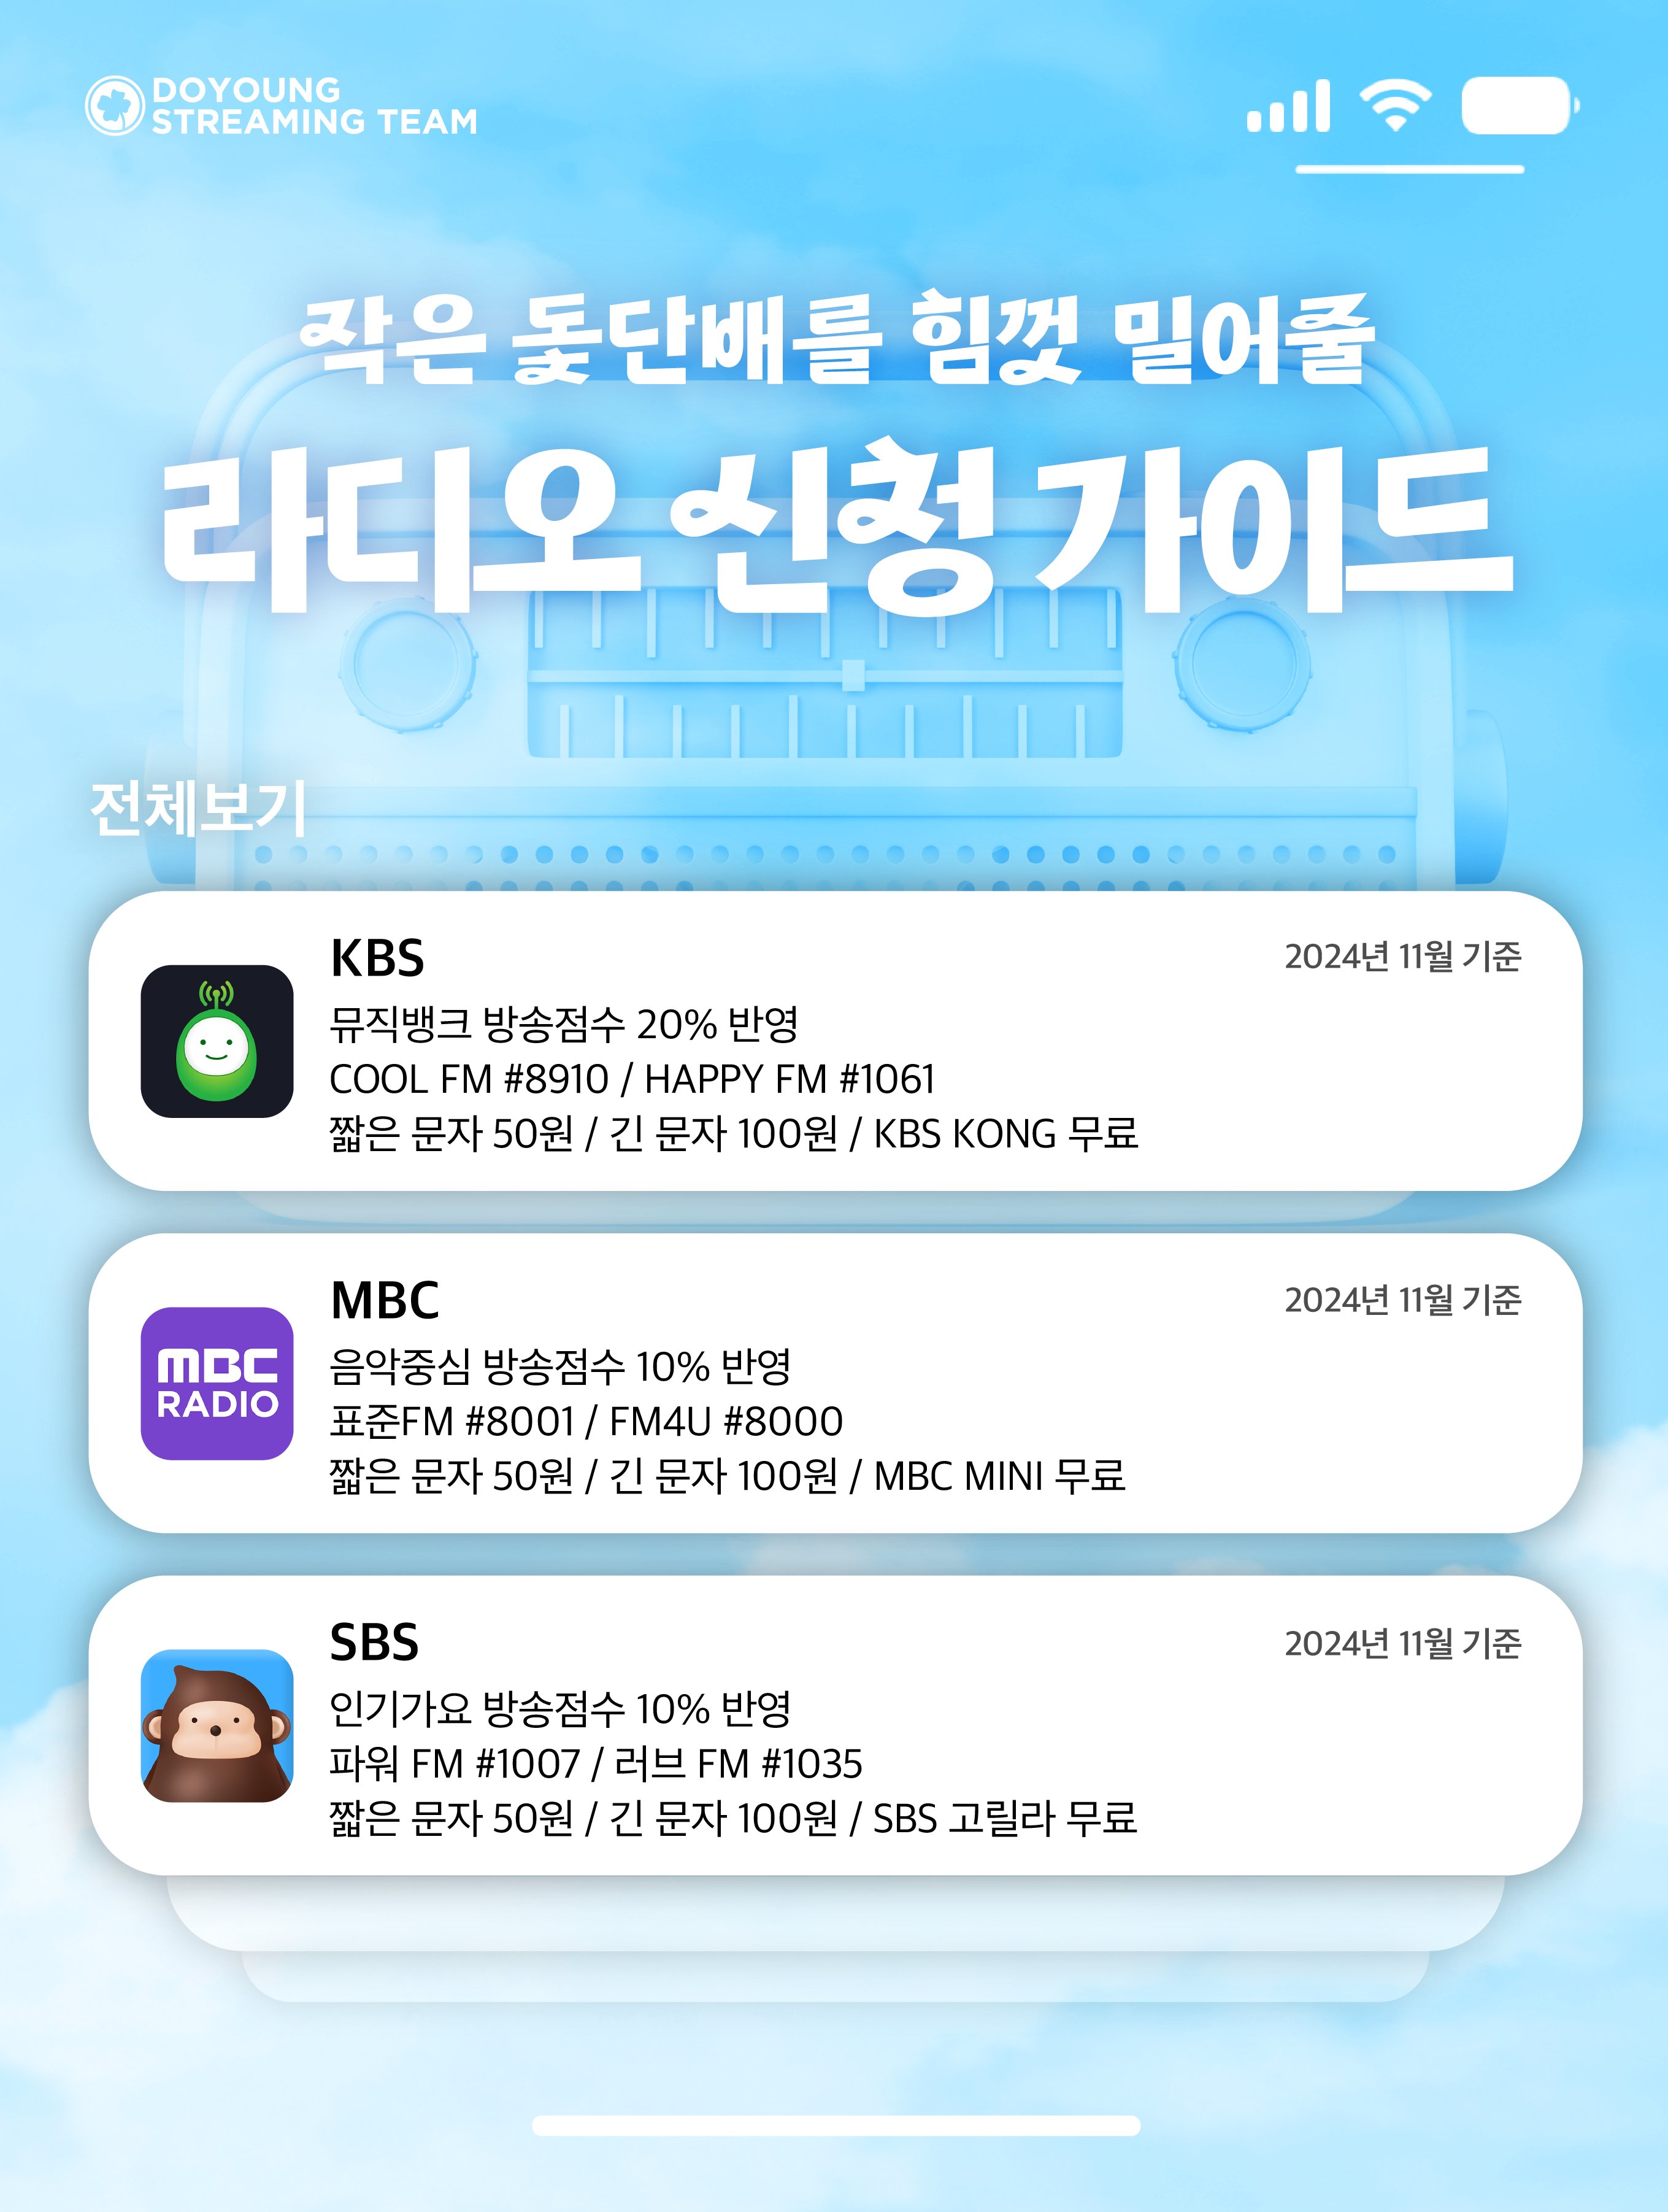 DOYOUNG
STREAMING TEAM
작은 돛단배를 힘껏 밀어줄
라디오 신청 가이드
전체보기
KBS
2024년 11월 기준
뮤직뱅크 방송점수 20% 반영
COOL FM #8910 / HAPPY FM #1061
짧은 문자 50원 / 긴 문자 100원 / KBS KONG 무료
MBC
2024년 11월 기준
mBC
RADIO
음악중심 방송점수 10% 반영
표준FM #8001 / FM4U #8000
짧은 문자 50원 / 긴 문자 100원 / MBC MINI 무료
SBS
2024년 11월 기준
인기가요 방송점수 10% 반영
파워 FM #1007 / 러브 FM #1035
짧은 문자 50원 / 긴 문자 100원 / SBS 고릴라 무료